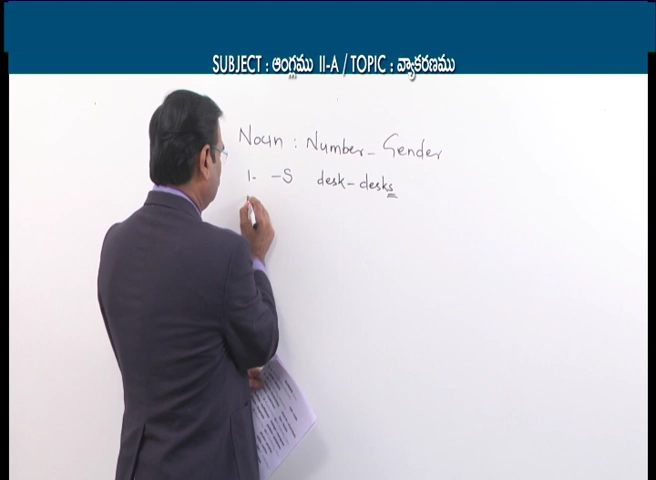 SUBJECT : ఆంగ్లము II-A / TOPIC : వ్యాకరణము
Noun : Number - Gender
1. -S desk - desks